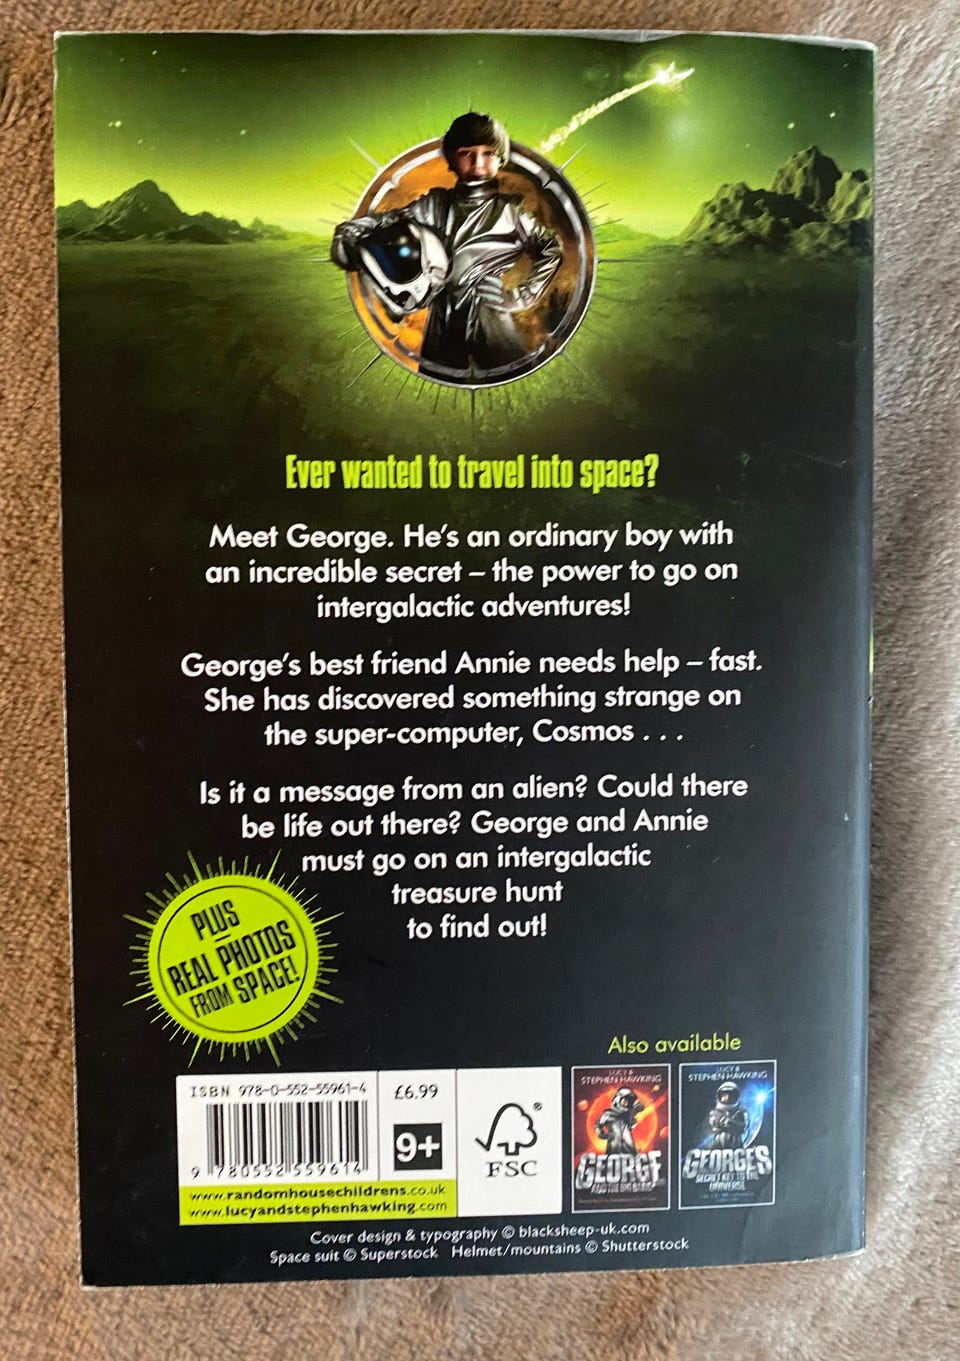 Ever wanted to travel into space?
Meet George. He's an ordinary boy with
an incredible secret – the power to go on
intergalactic adventures!
George's best friend Annie needs help – fast.
She has discovered something strange on
the super-computer, Cosmos . . .
Is it a message from an alien? Could there
be life out there? George and Annie
must go on an intergalactic
treasure hunt
to find out!
PLUS
REAL PHOTOS
FROM SPACE!
Also available
ISBN 978-0-552-55961-4
9 780552 559614
£6.99
9+
FSC
®
LUCY &
STEPHEN HAWKING
GEORGE
AND THE BIG BANG
LUCY &
STEPHEN HAWKING
GEORGE'S
SECRET KEY TO THE
UNIVERSE
www.randomhousechildrens.co.uk
www.lucyandstephenhawking.com
Cover design & typography © blacksheep-uk.com
Space suit © Superstock Helmet/mountains © Shutterstock